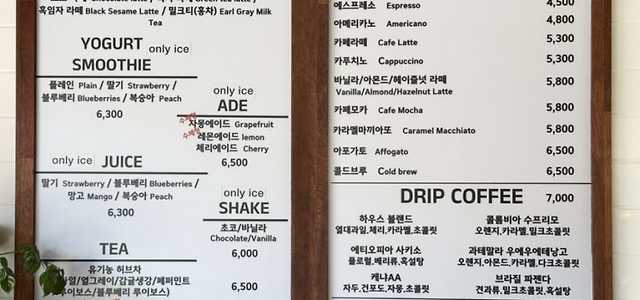 흑임자 라떼 Black Sesame Latte / 밀크티(홍차) Earl Gray Milk
Tea
YOGURT only ice
SMOOTHIE
플레인 Plain / 딸기 Strawberry /
블루베리 Blueberries / 복숭아 Peach
6,300
only ice
ADE
수제청 자몽에이드 Grapefruit
수제청 레몬에이드 lemon
체리에이드 Cherry
6,500
only ice JUICE
딸기 Strawberry / 블루베리 Blueberries /
망고 Mango / 복숭아 Peach
6,300
only ice
SHAKE
초코/바닐라
Chocolate/Vanilla
6,000
TEA
유기농 허브차
얼그레이/감귤생강/페퍼민트
루이보스/블루베리 루이보스)
6,500
에스프레소 Espresso 4,500
아메리카노 Americano 4,800
카페라떼 Cafe Latte 5,300
카푸치노 Cappuccino 5,300
바닐라/아몬드/헤이즐넛 라떼 5,800
Vanilla/Almond/Hazelnut Latte
카페모카 Cafe Mocha 5,800
카라멜마끼아또 Caramel Macchiato 5,800
아포가토 Affogato 6,500
콜드브루 Cold brew 6,500
DRIP COFFEE 7,000
하우스 블렌드
열대과일,체리,카라멜,초콜릿
콜롬비아 수프리모
오렌지,카라멜,밀크초콜릿
에티오피아 사키소
플로럴,베리류,흑설탕
과테말라 우에우에테낭고
오렌지,아몬드,카라멜,다크초콜릿
케냐AA
자두,건포도,자몽,초콜릿
브라질 파젠다
견과류,밀크초콜릿,흑설탕